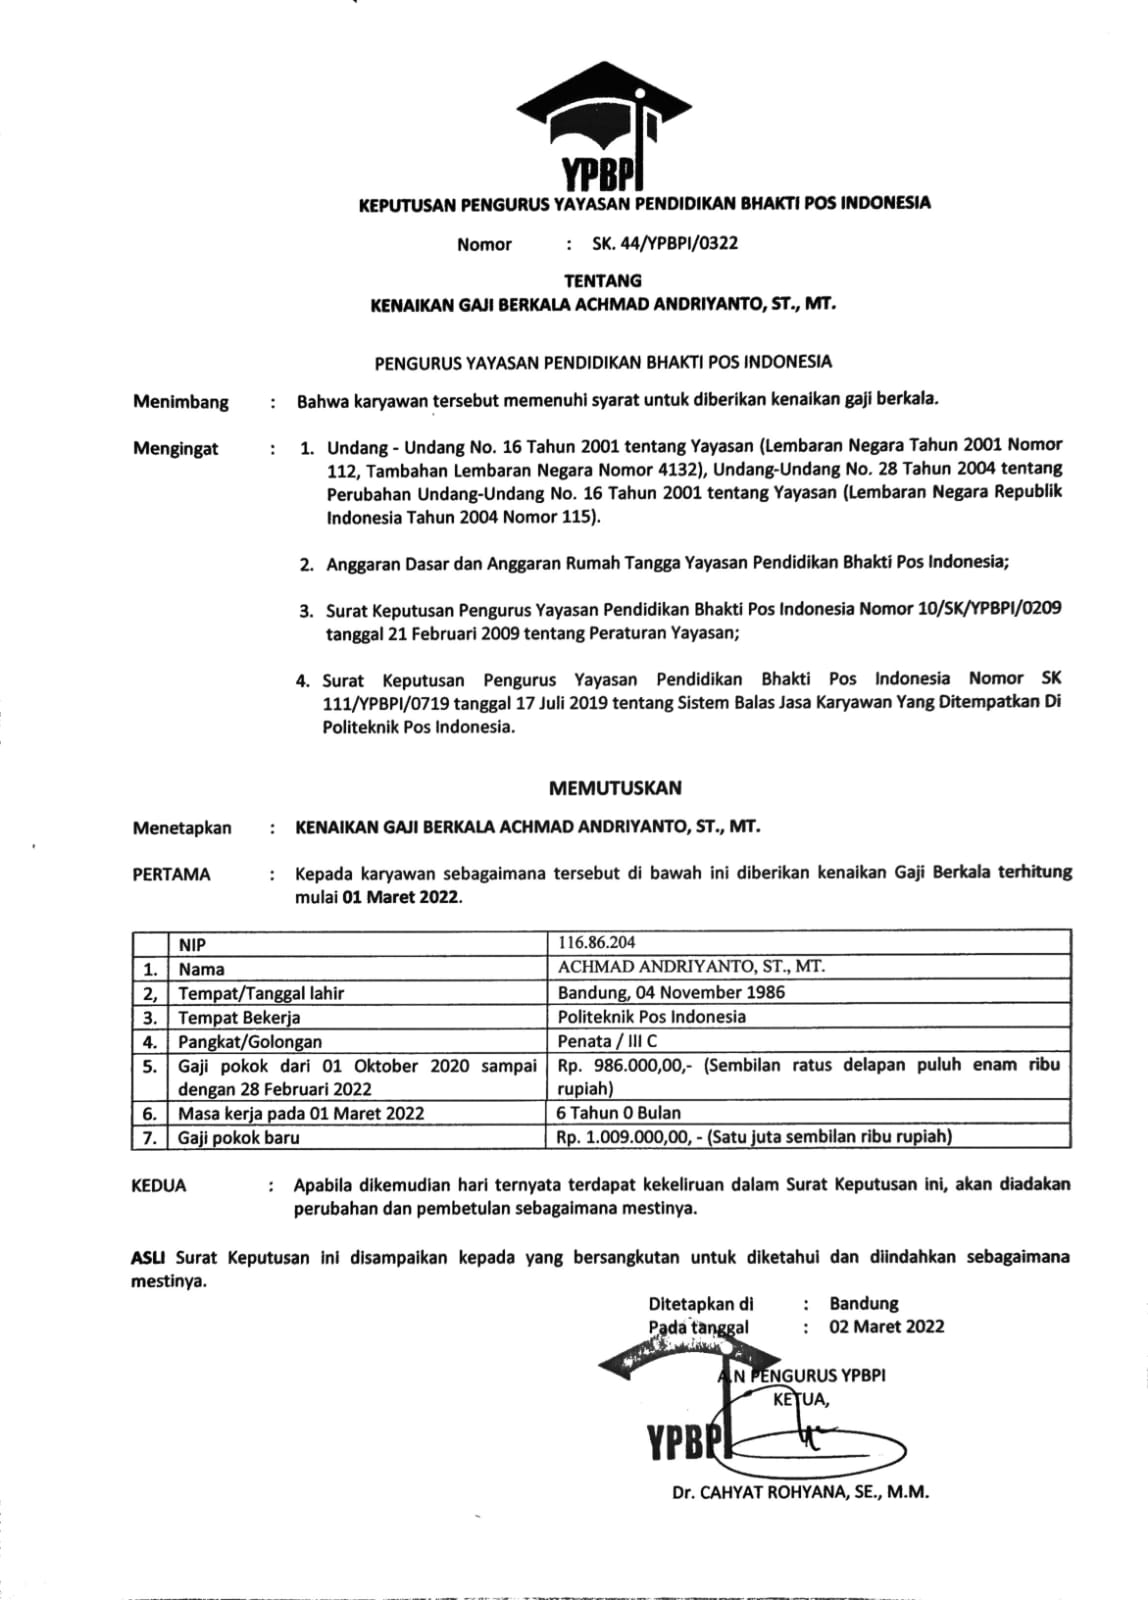 YPBPI
KEPUTUSAN PENGURUS YAYASAN PENDIDIKAN BHAKTI POS INDONESIA
Nomor : SK. 44/YPBPI/0322
TENTANG
KENAIKAN GAJI BERKALA ACHMAD ANDRIYANTO, ST., MT.
PENGURUS YAYASAN PENDIDIKAN BHAKTI POS INDONESIA
Menimbang : Bahwa karyawan tersebut memenuhi syarat untuk diberikan kenaikan gaji berkala.
Mengingat : 1. Undang - Undang No. 16 Tahun 2001 tentang Yayasan (Lembaran Negara Tahun 2001 Nomor
112, Tambahan Lembaran Negara Nomor 4132), Undang-Undang No. 28 Tahun 2004 tentang
Perubahan Undang-Undang No. 16 Tahun 2001 tentang Yayasan (Lembaran Negara Republik
Indonesia Tahun 2004 Nomor 115).
2. Anggaran Dasar dan Anggaran Rumah Tangga Yayasan Pendidikan Bhakti Pos Indonesia;
3. Surat Keputusan Pengurus Yayasan Pendidikan Bhakti Pos Indonesia Nomor 10/SK/YPBPI/0209
tanggal 21 Februari 2009 tentang Peraturan Yayasan;
4. Surat Keputusan Pengurus Yayasan Pendidikan Bhakti Pos Indonesia Nomor SK
111/YPBPI/0719 tanggal 17 Juli 2019 tentang Sistem Balas Jasa Karyawan Yang Ditempatkan Di
Politeknik Pos Indonesia.
MEMUTUSKAN
Menetapkan : KENAIKAN GAJI BERKALA ACHMAD ANDRIYANTO, ST., MT.
PERTAMA : Kepada karyawan sebagaimana tersebut di bawah ini diberikan kenaikan Gaji Berkala terhitung
mulai 01 Maret 2022.
NIP 116.86.204
1. Nama ACHMAD ANDRIYANTO, ST., MT.
2, Tempat/Tanggal lahir Bandung, 04 November 1986
3. Tempat Bekerja Politeknik Pos Indonesia
4. Pangkat/Golongan Penata / III C
5. Gaji pokok dari 01 Oktober 2020 sampai Rp. 986.000,00,- (Sembilan ratus delapan puluh enam ribu
dengan 28 Februari 2022 rupiah)
6. Masa kerja pada 01 Maret 2022 6 Tahun 0 Bulan
7. Gaji pokok baru Rp. 1.009.000,00, - (Satu juta sembilan ribu rupiah)
KEDUA : Apabila dikemudian hari ternyata terdapat kekeliruan dalam Surat Keputusan ini, akan diadakan
perubahan dan pembetulan sebagaimana mestinya.
ASLI Surat Keputusan ini disampaikan kepada yang bersangkutan untuk diketahui dan diindahkan sebagaimana
mestinya.
Ditetapkan di : Bandung
Pada tanggal : 02 Maret 2022
A.N PENGURUS YPBPI
KETUA,
YPBPI
Dr. CAHYAT ROHYANA, SE., M.M.